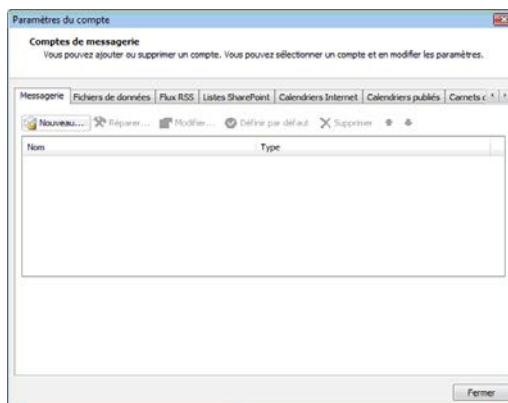 Paramètres du compte
Comptes de messagerie
Vous pouvez ajouter ou supprimer un compte. Vous pouvez sélectionner un compte et en modifier les paramètres.
Messagerie Fichiers de données Flux RSS Listes SharePoint Calendriers Internet Calendriers publiés Carnets
Nouveau... Réparer... Modifier... Définir par défaut Supprimer
Nom Type
Fermer